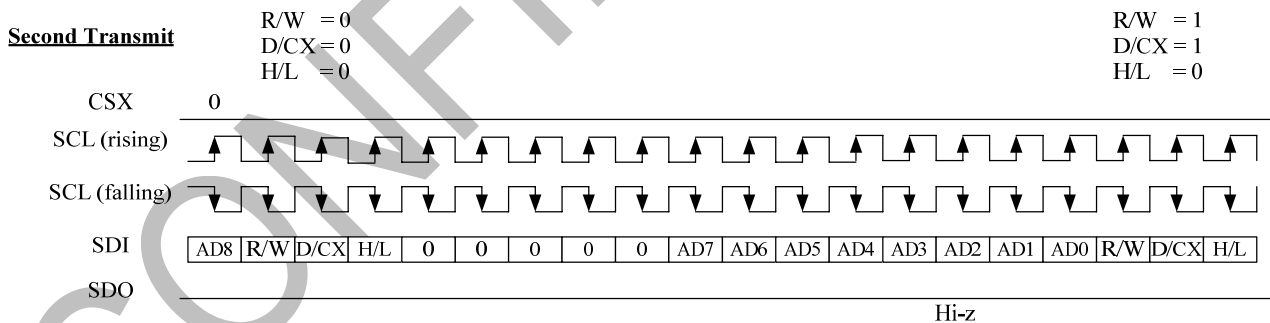 Second Transmit
R/W = 0
D/CX = 0
H/L = 0
R/W = 1
D/CX = 1
H/L = 0
CSX 0
SCL (rising)
SCL (falling)
SDI AD8 R/W D/CX H/L 0 0 0 0 0 AD7 AD6 AD5 AD4 AD3 AD2 AD1 AD0 R/W D/CX H/L
SDO
Hi-z